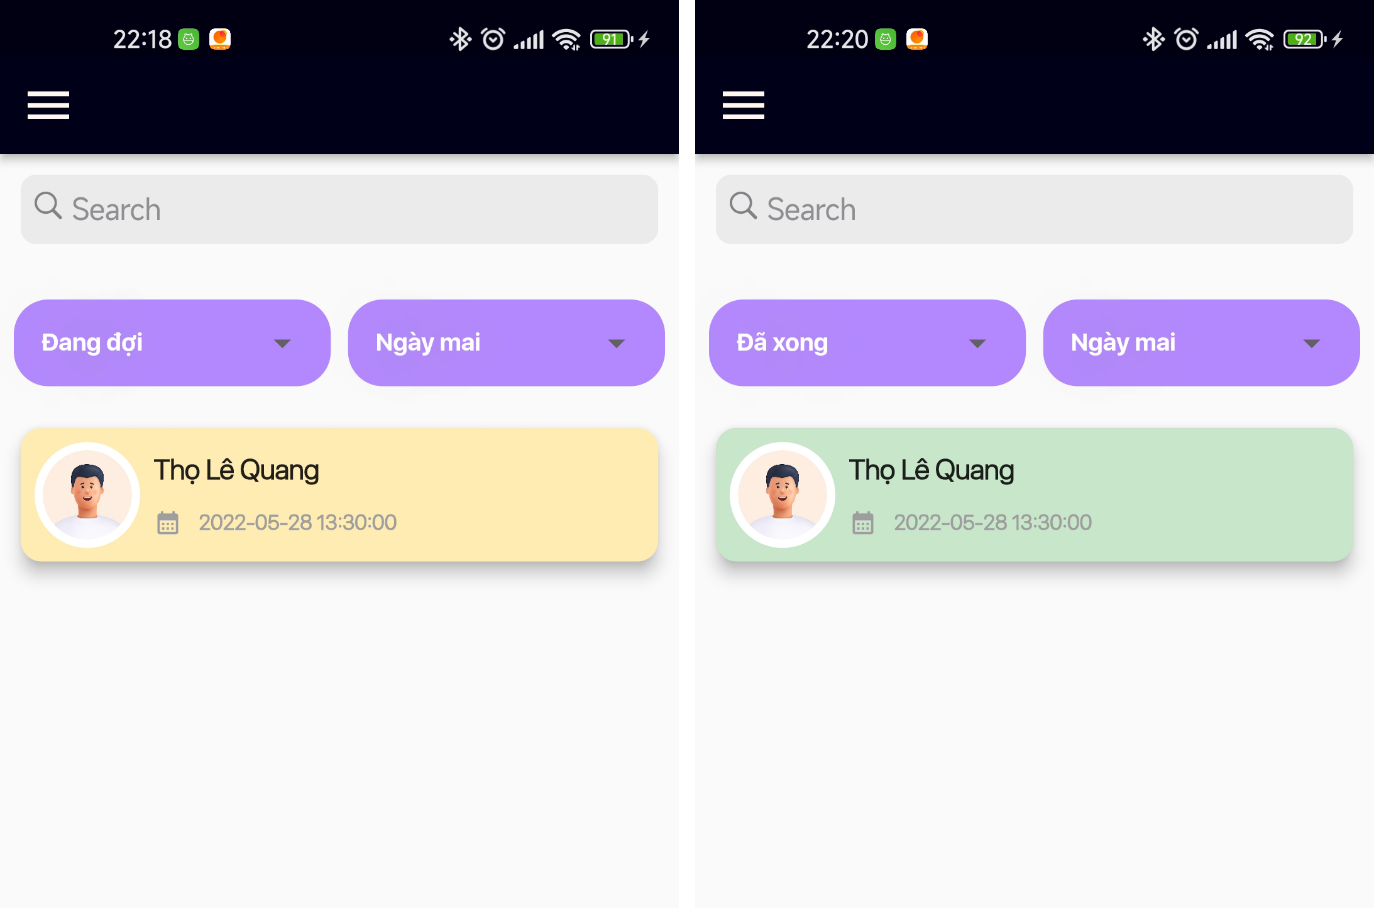 22:18
91
Search
Đang đợi
Ngày mai
Thọ Lê Quang
2022-05-28 13:30:00
22:20
92
Search
Đã xong
Ngày mai
Thọ Lê Quang
2022-05-28 13:30:00